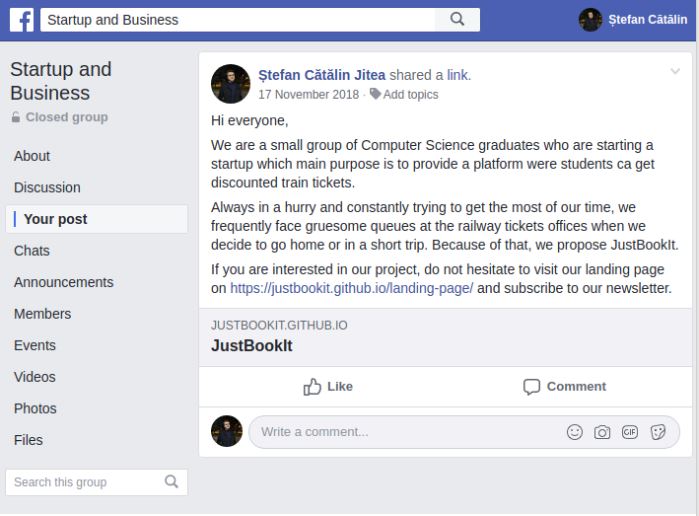 Startup and Business
Ștefan Cătălin
Startup and
Business
Closed group
About
Discussion
Your post
Chats
Announcements
Members
Events
Videos
Photos
Files
Search this group
Ștefan Cătălin Jitea shared a link.
17 November 2018 · Add topics
Hi everyone,
We are a small group of Computer Science graduates who are starting a
startup which main purpose is to provide a platform were students ca get
discounted train tickets.
Always in a hurry and constantly trying to get the most of our time, we
frequently face gruesome queues at the railway tickets offices when we
decide to go home or in a short trip. Because of that, we propose JustBookIt.
If you are interested in our project, do not hesitate to visit our landing page
on https://justbookit.github.io/landing-page/ and subscribe to our newsletter.
JUSTBOOKIT.GITHUB.IO
JustBookIt
Like
Comment
Write a comment...
GIF